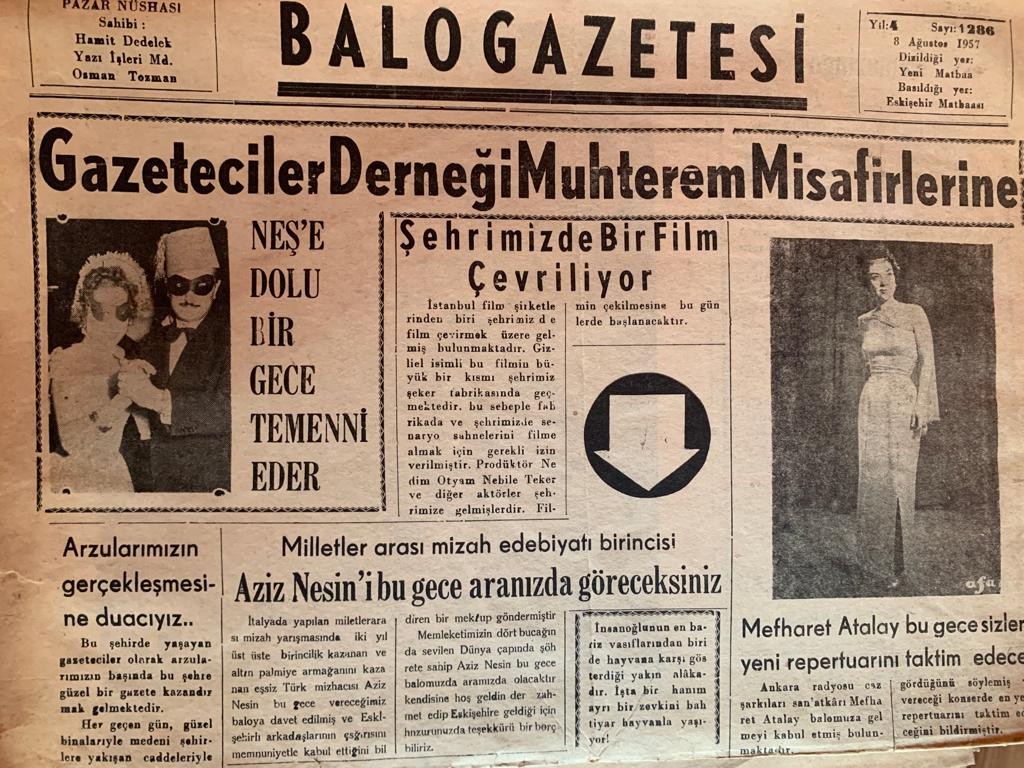 PAZAR NÜSHASI
Sahibi :
Hamit Dedelek
Yazı İşleri Md.
Osman Tozman
BALO GAZETESİ
Yıl: 4 Sayı: 1286
8 Ağustos 1957
Dizildiği yer:
Yeni Matbaa
Basıldığı yer:
Eskişehir Matbaası
Gazeteciler Derneği Muhterem Misafirlerine
NEŞ'E
DOLU
BİR
GECE
TEMENNİ
EDER
Şehrimizde Bir Film
Çevriliyor
İstanbul film şirketle
rinden biri şehrimizde
film çevirmek üzere gel-
miş bulunmaktadır. Giz-
liel isimli bu filmin bü-
yük bir kısmı şehrimiz
şeker fabrikasında geç-
mektedir. bu sebeple fab
rikada ve şehrimizde se-
naryo sahnelerini filme
almak için gerekli izin
verilmiştir. Prodüktör Ne
dim Otyam Nebile Teker
ve diğer aktörler şeh-
rimize gelmişlerdir. Fil-
min çekilmesine bu gün
lerde başlanacaktır.
afa
Arzularımızın
gerçekleşmesi-
ne duacıyız..
Bu şehirde yaşayan
gazeteciler olarak arzula-
rımızın başında bu şehre
güzel bir gazete kazandır
mak gelmektedir.
Her geçen gün, güzel
binalarıyle medeni şehir-
lere yakışan caddeleriyle
Milletler arası mizah edebiyatı birincisi
Aziz Nesin'i bu gece aranızda göreceksiniz
İtalyada yapılan miletlerara
sı mizah yarışmasında iki yıl
üst üste birincilik kazınan ve
altın palmiye armağanını kaza
nan eşsiz Türk mizhacısı Aziz
Nesin bu gece vereceğimiz
baloya davet edilmiş ve Eski-
şehirli arkadaşlarının çağrısını
memnuniyetle kabul ettiğini bil
diren bir mektup göndermiştir
Memleketimizin dört bucağın
da sevilen Dünya çapında şöh
rete sahip Aziz Nesin bu gece
balomuzda aramızda olacaktır
kendisine hoş geldin der zah-
met edip Eskişehire geldiği için
huzurunuzda teşekkürü bir borç
biliriz.
İnsanoğlunun en ba-
riz vasıflarından biri
de hayvana karşı gös
terdiği yakın alâka-
dır. İşta bir hanım
ayrı bir zevkini bah
tiyar hayvanla yaşı-
yor!
Mefharet Atalay bu gece sizler
yeni repertuarını taktim edece
Ankara radyosu caz
şarkıları san'atkârı Mefha
ret Atalay balomuza gel
meyi kabul etmiş bulun-
maktadır.
gördüğünü söylemiş
vereceği konserde en ye
repertuarını taktim ed
ceğini bildirmiştir.